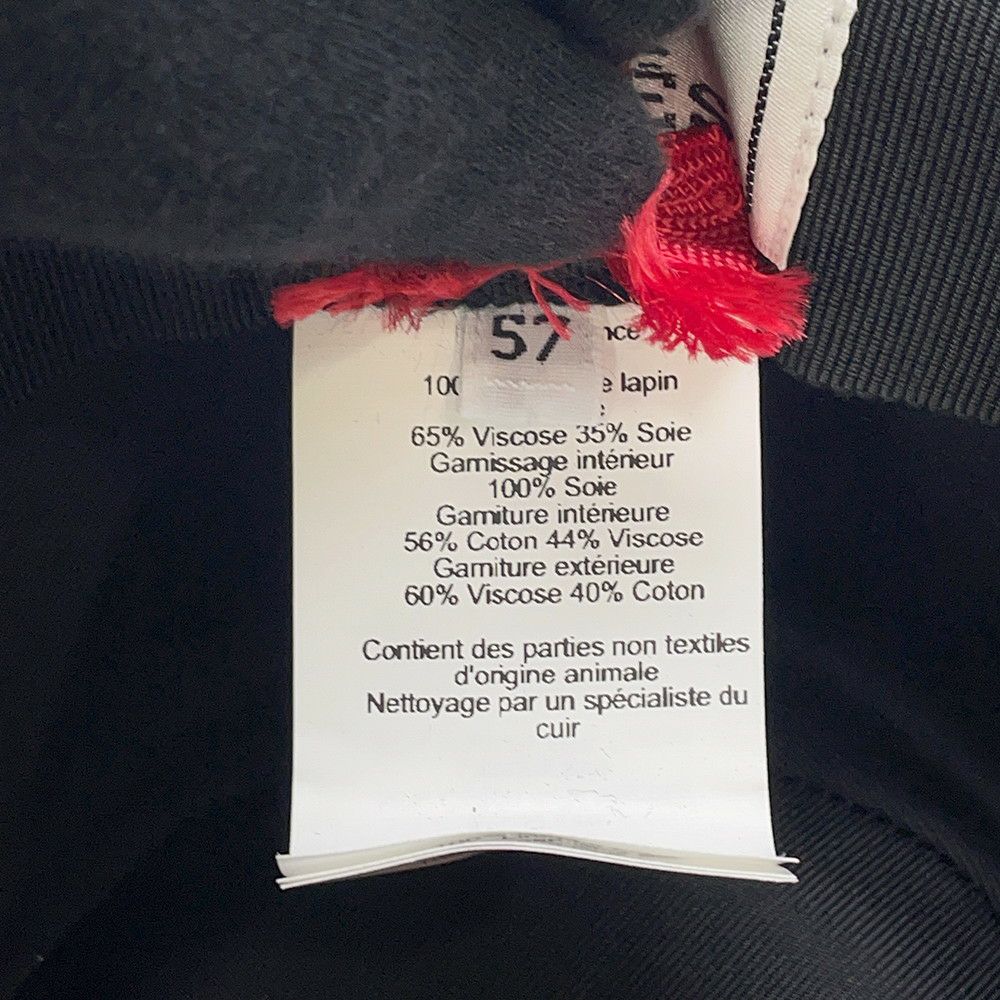 57
100
lapin
65% Viscose 35% Soie
Garnissage intérieur
100% Soie
Garniture intérieure
56% Coton 44% Viscose
Garniture extérieure
60% Viscose 40% Coton
Contient des parties non textiles
d'origine animale
Nettoyage par un spécialiste du
cuir